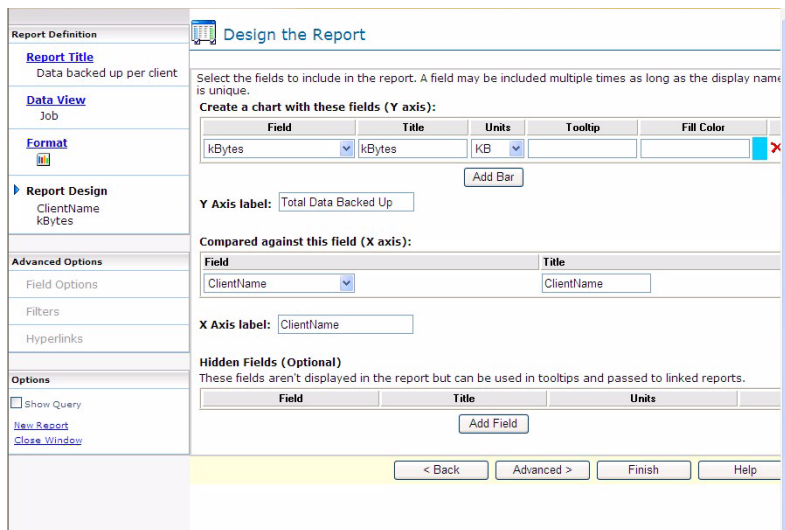 Report Definition
Report Title
Data backed up per client
Data View
Job
Format
Report Design
ClientName
kBytes
Advanced Options
Field Options
Filters
Hyperlinks
Options
Show Query
New Report
Close Window
Design the Report
Select the fields to include in the report. A field may be included multiple times as long as the display name
is unique.
Create a chart with these fields (Y axis):
Field Title Units Tooltip Fill Color
kBytes kBytes KB
Add Bar
Y Axis label: Total Data Backed Up
Compared against this field (X axis):
Field Title
ClientName ClientName
X Axis label: ClientName
Hidden Fields (Optional)
These fields aren't displayed in the report but can be used in tooltips and passed to linked reports.
Field Title Units
Add Field
< Back Advanced > Finish Help